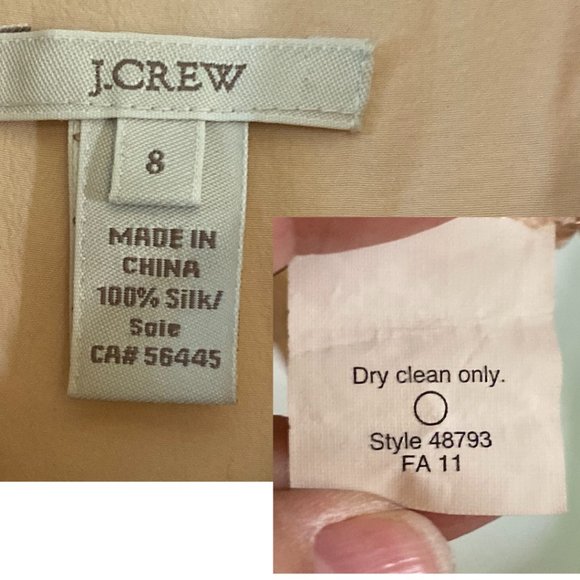 J.CREW
8
MADE IN
CHINA
100% Silk/
Soie
CA# 56445
Dry clean only.
Style 48793
FA 11